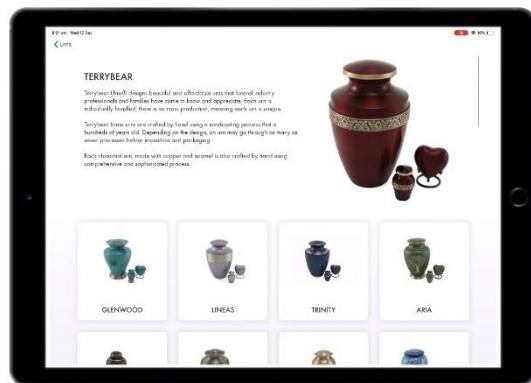 Wed 12 Dec
Urns
TERRYBEAR
Terrybear Urns® designs beautiful and affordable urns that funeral industry
professionals and families have come to know and appreciate. Each urn is
individually handled; there is no mass production, meaning each urn is unique.
Terrybear brass urns are crafted by hand using a sandcasting process that is
hundreds of years old. Depending on the design, an urn may go through as many as
seven processes before inspection and packaging.
Each cloisonné urn, made with copper and enamel is also crafted by hand using
comprehensive and sophisticated process.
GLENWOOD
LINEAS
TRINITY
ARIA